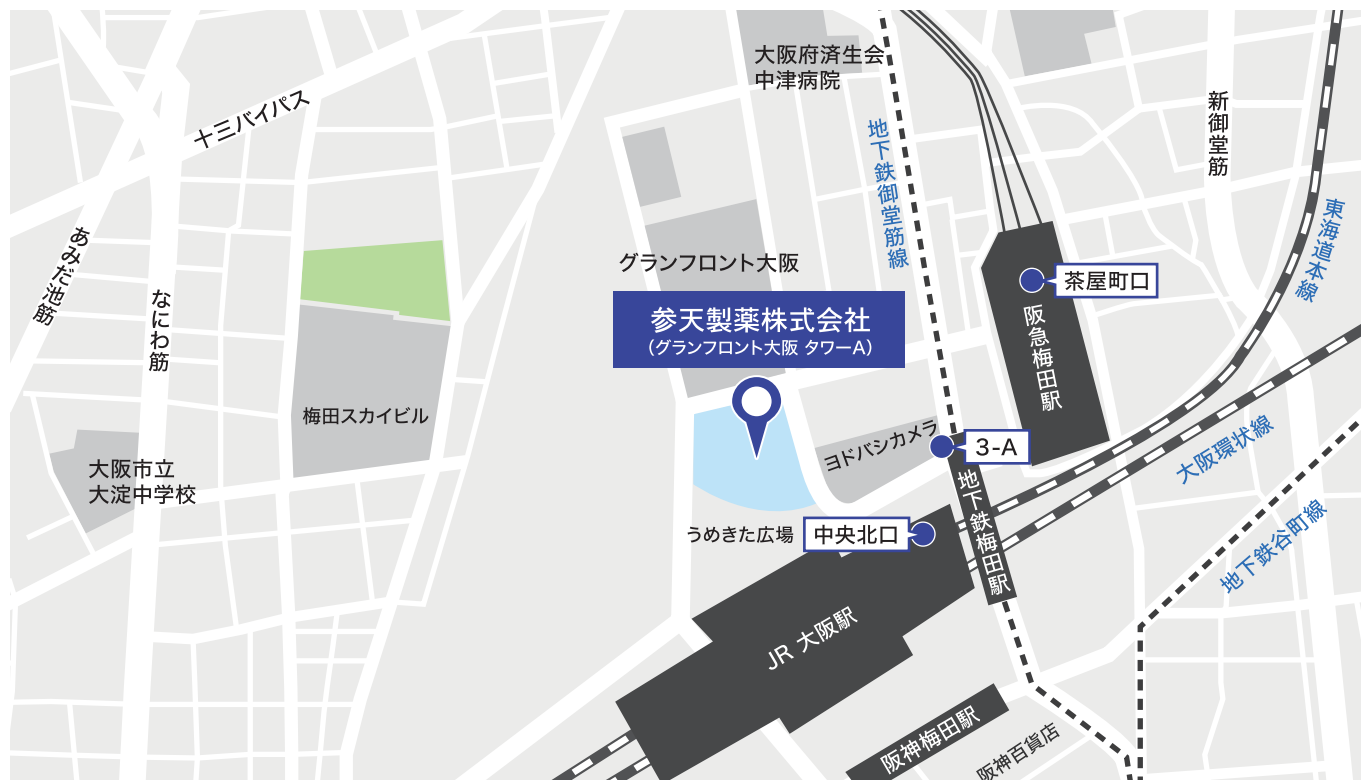 大阪府済生会
中津病院
十三バイパス
新御堂筋
地下鉄御堂筋線
東海道本線
あみだ池筋
なにわ筋
グランフロント大阪
茶屋町口
阪急梅田駅
参天製薬株式会社
(グランフロント大阪 タワーA)
梅田スカイビル
ヨドバシカメラ
3-A
大阪環状線
大阪市立
大淀中学校
地下鉄梅田駅
うめきた広場
中央北口
地下鉄谷町線
JR 大阪駅
阪神梅田駅
阪神百貨店